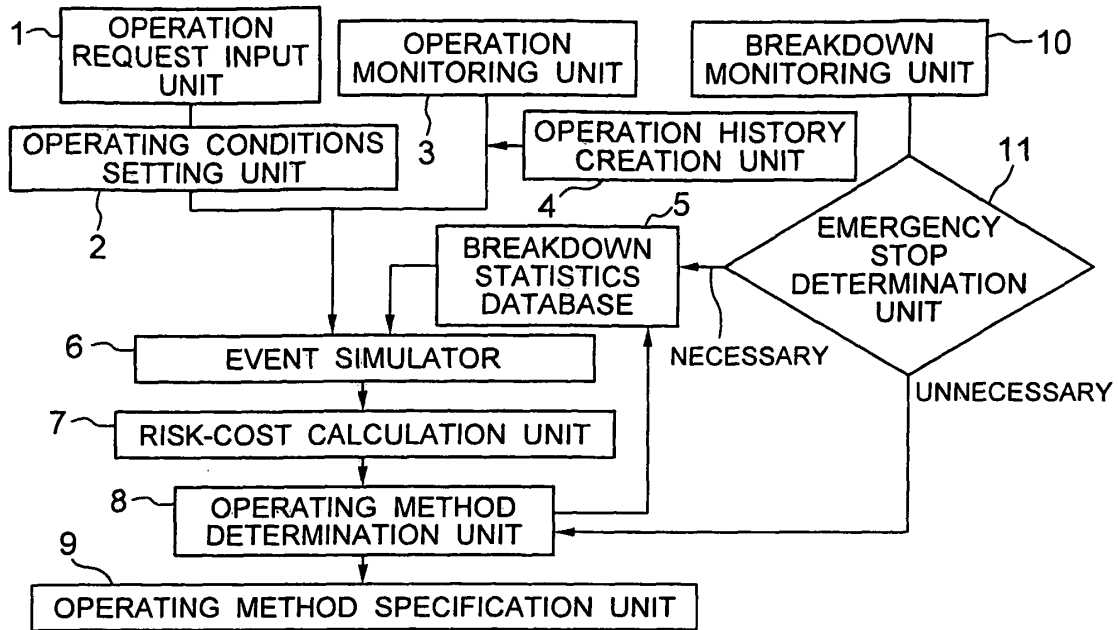 1
OPERATION
REQUEST INPUT
UNIT
OPERATION
MONITORING UNIT
3
BREAKDOWN
MONITORING UNIT
10
OPERATING CONDITIONS
SETTING UNIT
2
OPERATION HISTORY
CREATION UNIT
4
11
EMERGENCY
STOP
DETERMINATION
UNIT
5
BREAKDOWN
STATISTICS
DATABASE
NECESSARY
UNNECESSARY
6
EVENT SIMULATOR
7
RISK-COST CALCULATION UNIT
8
OPERATING METHOD
DETERMINATION UNIT
9
OPERATING METHOD SPECIFICATION UNIT